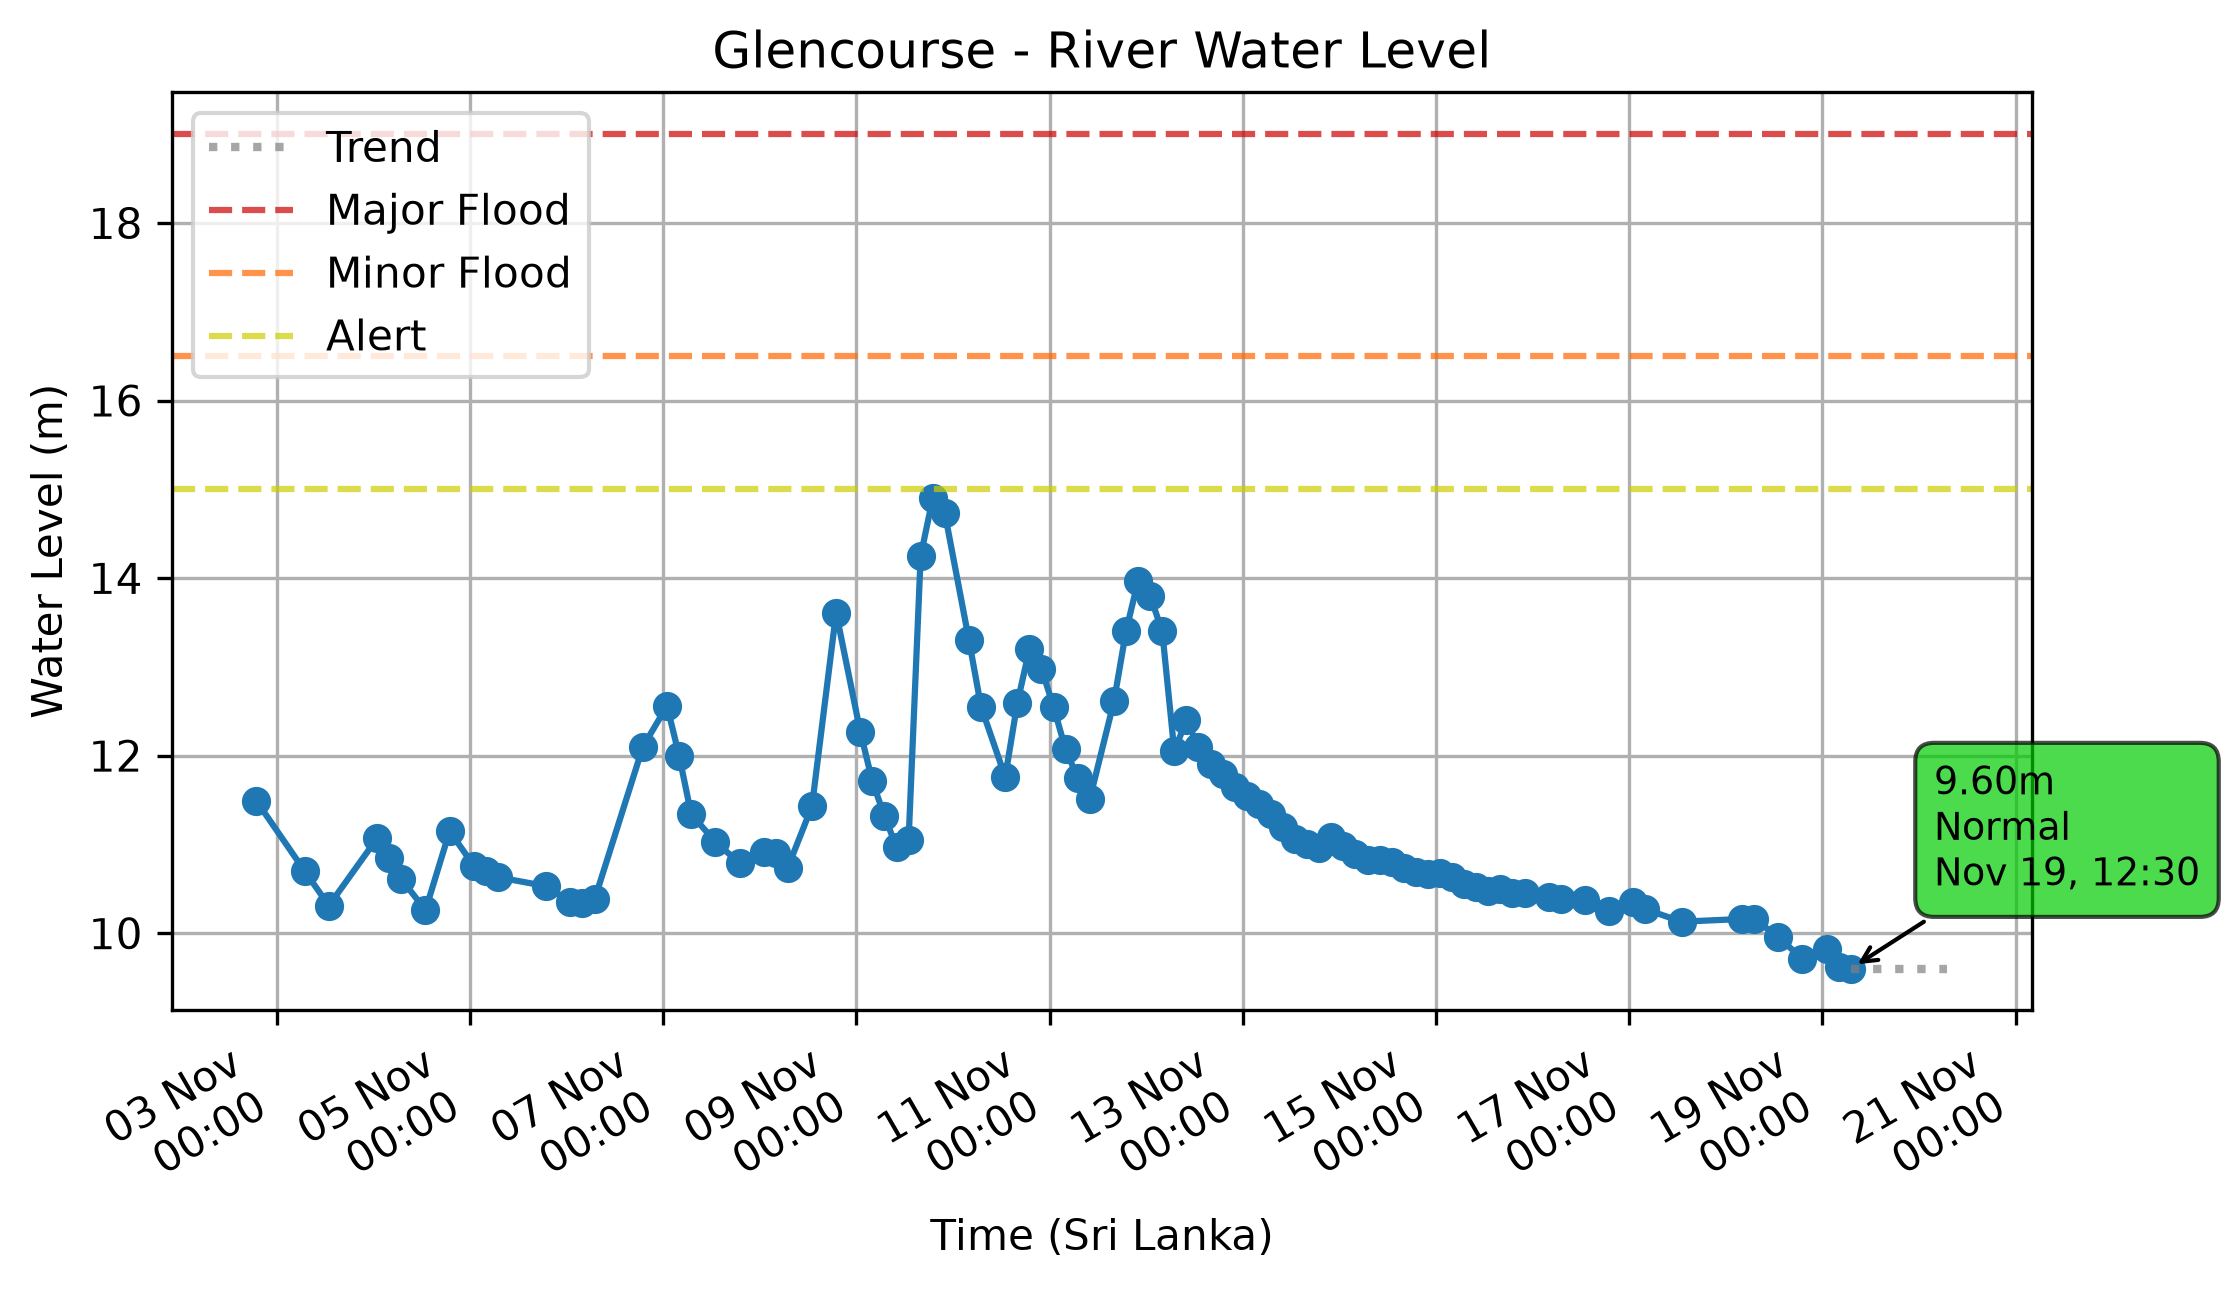 Glencourse - River Water Level
Trend
Major Flood
Minor Flood
Alert
18
16
14
12
10
Water Level (m)
9.60m
Normal
Nov 19, 12:30
03 Nov
00:00
05 Nov
00:00
07 Nov
00:00
09 Nov
00:00
11 Nov
00:00
13 Nov
00:00
15 Nov
00:00
17 Nov
00:00
19 Nov
00:00
21 Nov
00:00
Time (Sri Lanka)